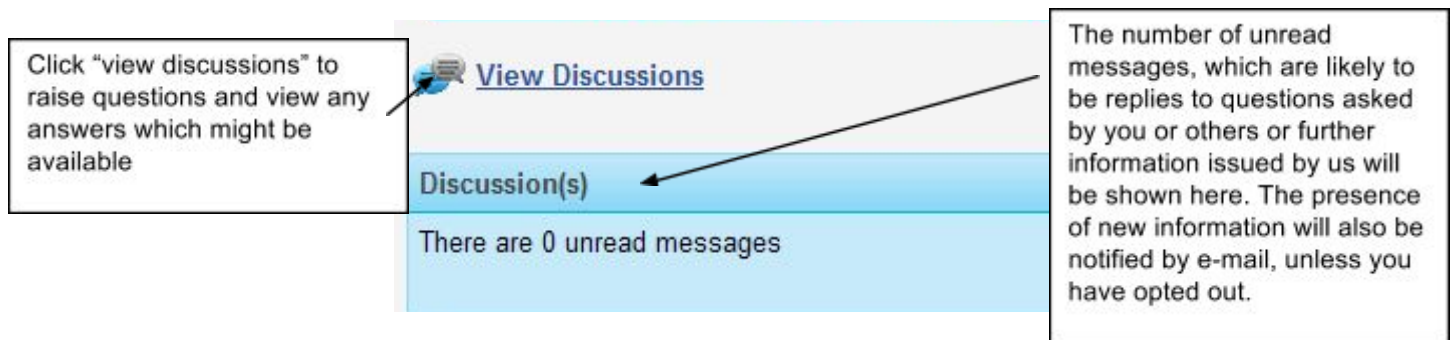 Click “view discussions” to
raise questions and view any
answers which might be
available
View Discussions
Discussion(s)
There are 0 unread messages
The number of unread
messages, which are likely to
be replies to questions asked
by you or others or further
information issued by us will
be shown here. The presence
of new information will also be
notified by e-mail, unless you
have opted out.